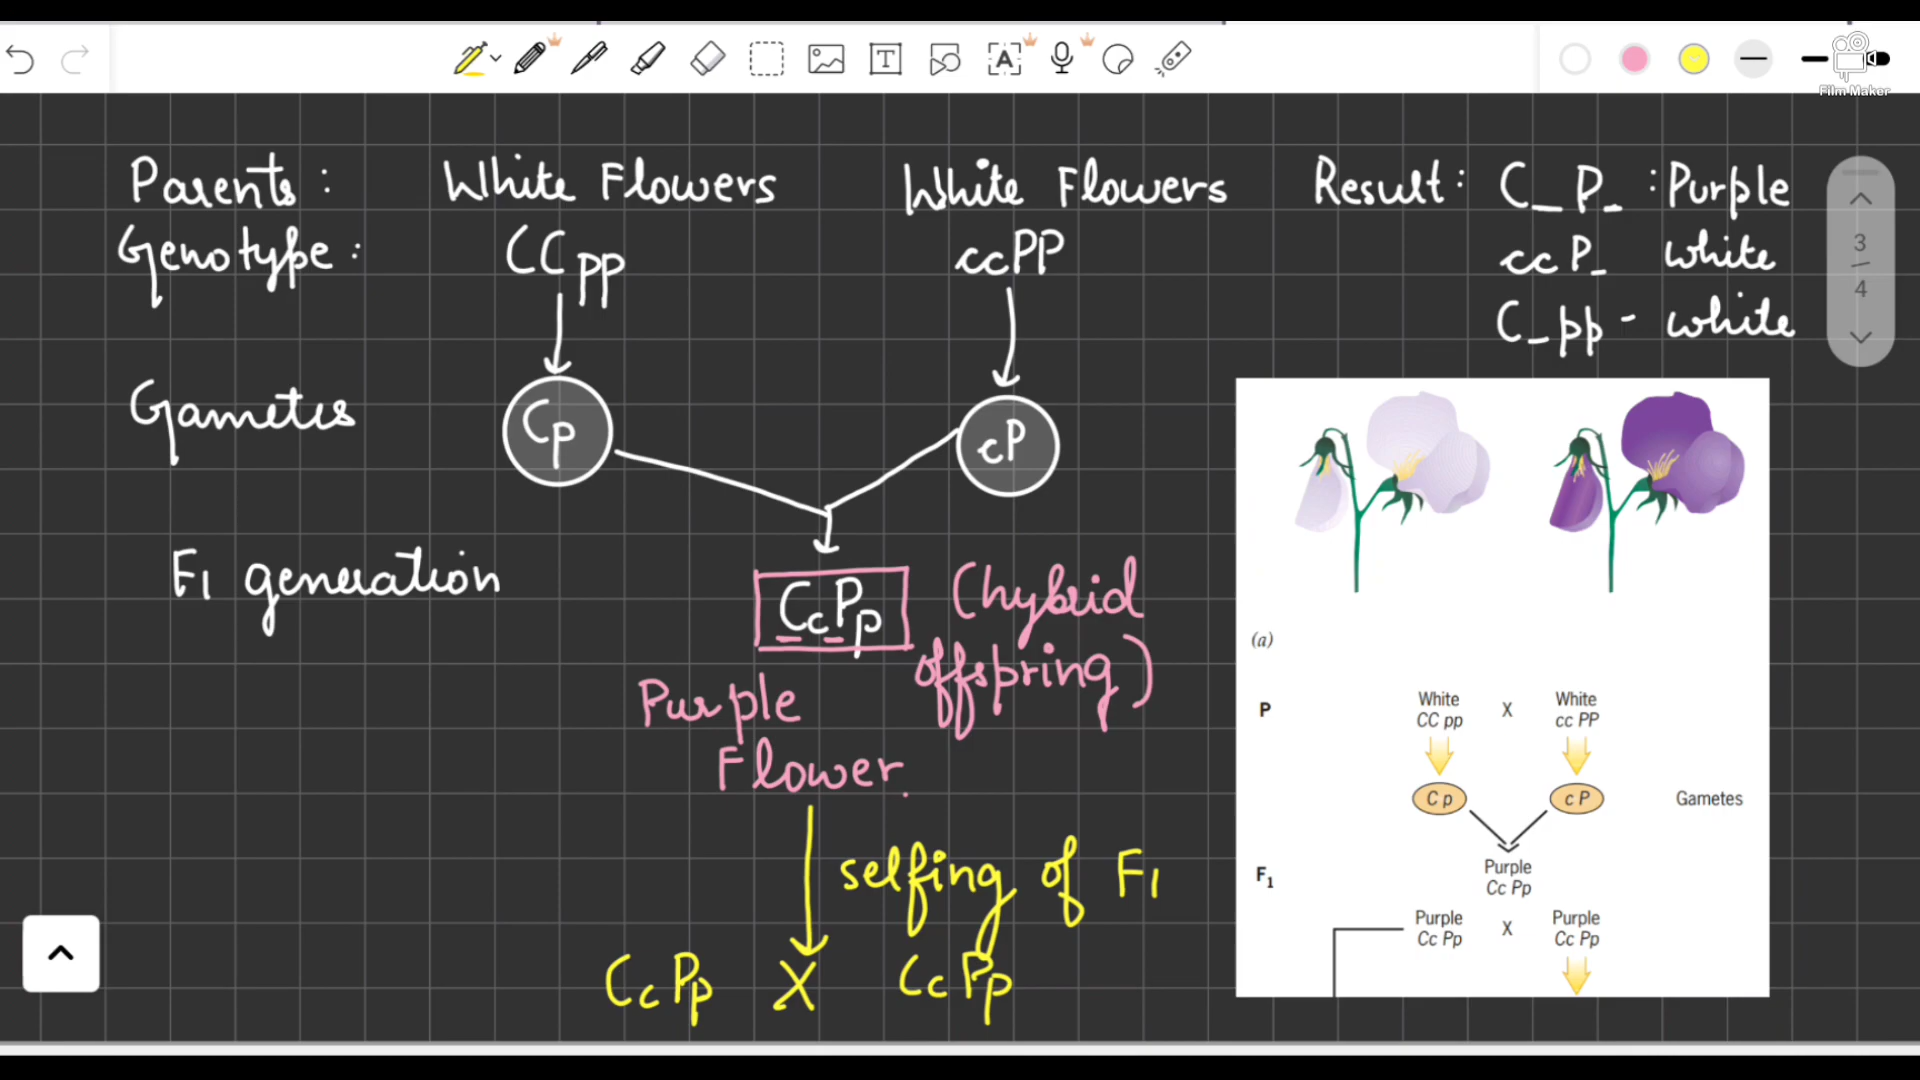 Film Maker
Parents : White Flowers White Flowers
Genotype : CCpp ccPP
Gametes Cp cP
F1 generation CcPp (hybrid offspring)
Purple
Flower.
selfing of F1
CcPp X CcPp
Result : C_P_ : Purple
ccP_ white
C_pp - white
3
4
(a)
P White X White
CC pp cc PP
C p c P Gametes
Purple
F1 Cc Pp
Purple X Purple
Cc Pp Cc Pp